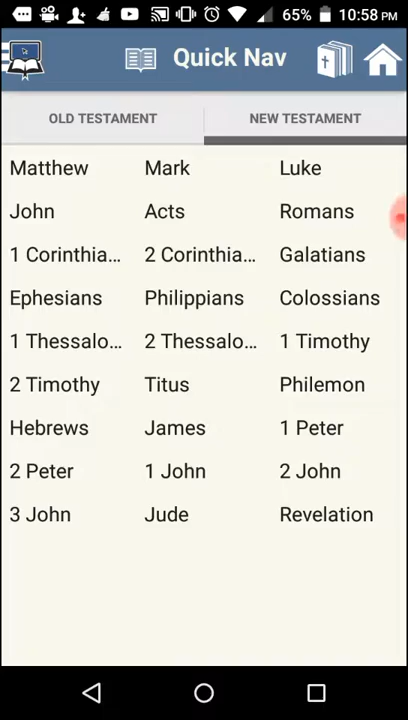 65% 10:58 PM
Quick Nav
OLD TESTAMENT NEW TESTAMENT
Matthew Mark Luke
John Acts Romans
1 Corinthia... 2 Corinthia... Galatians
Ephesians Philippians Colossians
1 Thessalo... 2 Thessalo... 1 Timothy
2 Timothy Titus Philemon
Hebrews James 1 Peter
2 Peter 1 John 2 John
3 John Jude Revelation